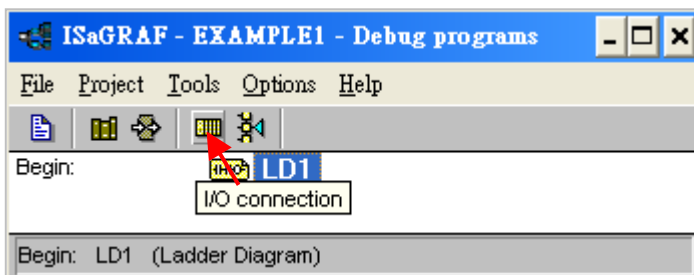 ISaGRAF - EXAMPLE1 - Debug programs
File Project Tools Options Help
Begin: LD1
I/O connection
Begin: LD1 (Ladder Diagram)